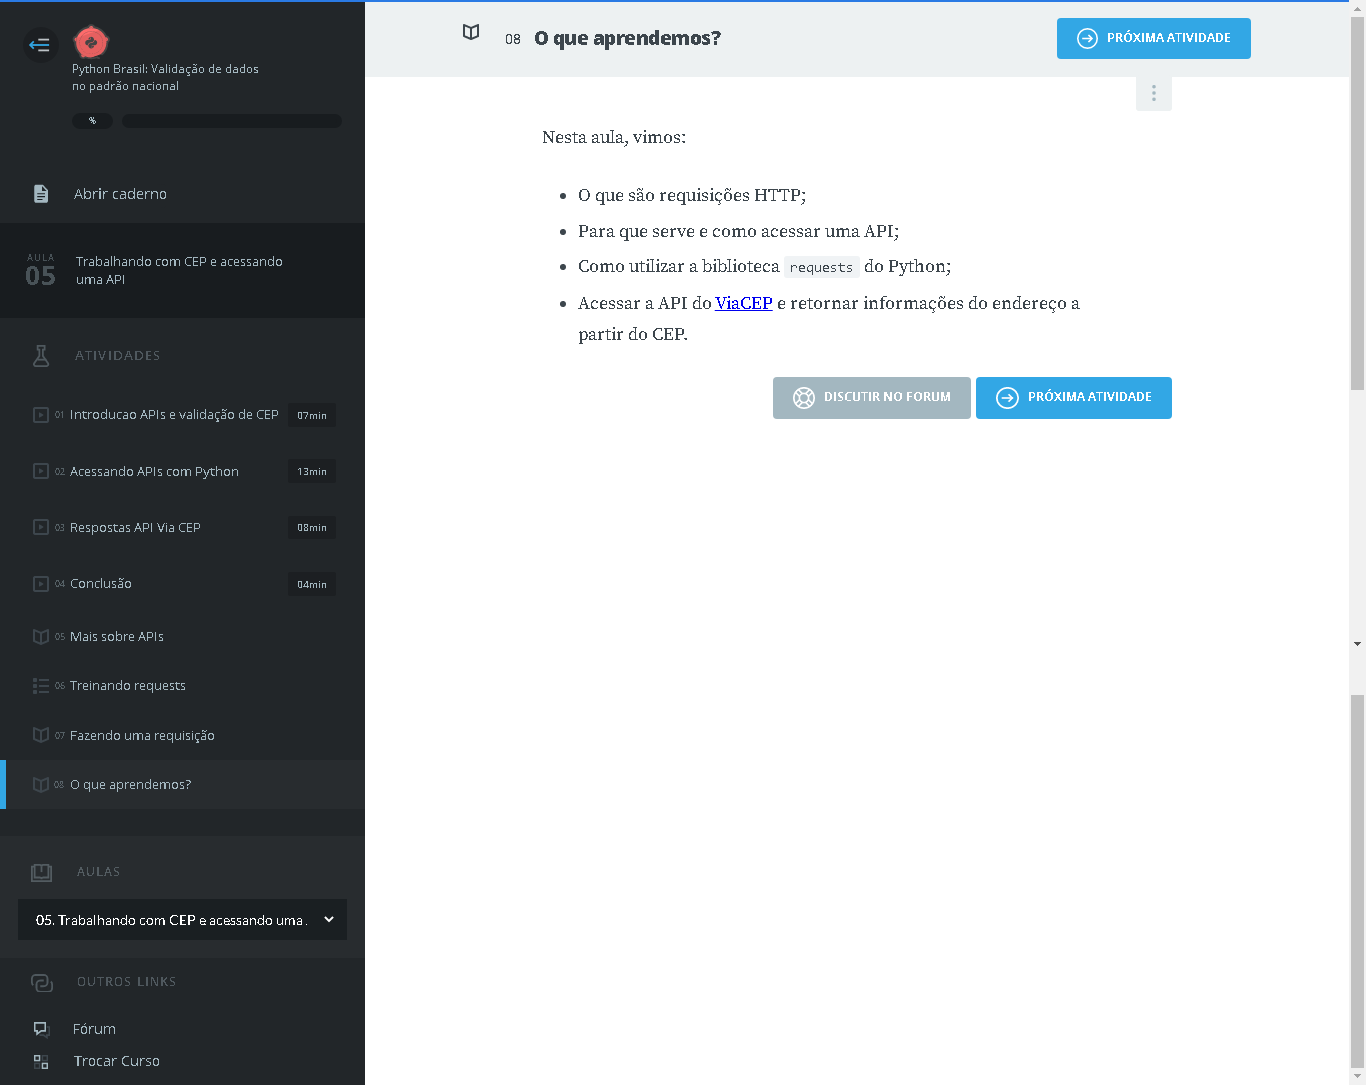 Python Brasil: Validação de dados
no padrão nacional
%
Abrir caderno
AULA
05
Trabalhando com CEP e acessando
uma API
ATIVIDADES
01 Introducao APIs e validação de CEP 07min
02 Acessando APIs com Python 13min
03 Respostas API Via CEP 08min
04 Conclusão 04min
05 Mais sobre APIs
06 Treinando requests
07 Fazendo uma requisição
08 O que aprendemos?
AULAS
05. Trabalhando com CEP e acessando uma .
OUTROS LINKS
Fórum
Trocar Curso
08 O que aprendemos?
PRÓXIMA ATIVIDADE
Nesta aula, vimos:
• O que são requisições HTTP;
• Para que serve e como acessar uma API;
• Como utilizar a biblioteca requests do Python;
• Acessar a API do ViaCEP e retornar informações do endereço a
partir do CEP.
DISCUTIR NO FORUM
PRÓXIMA ATIVIDADE